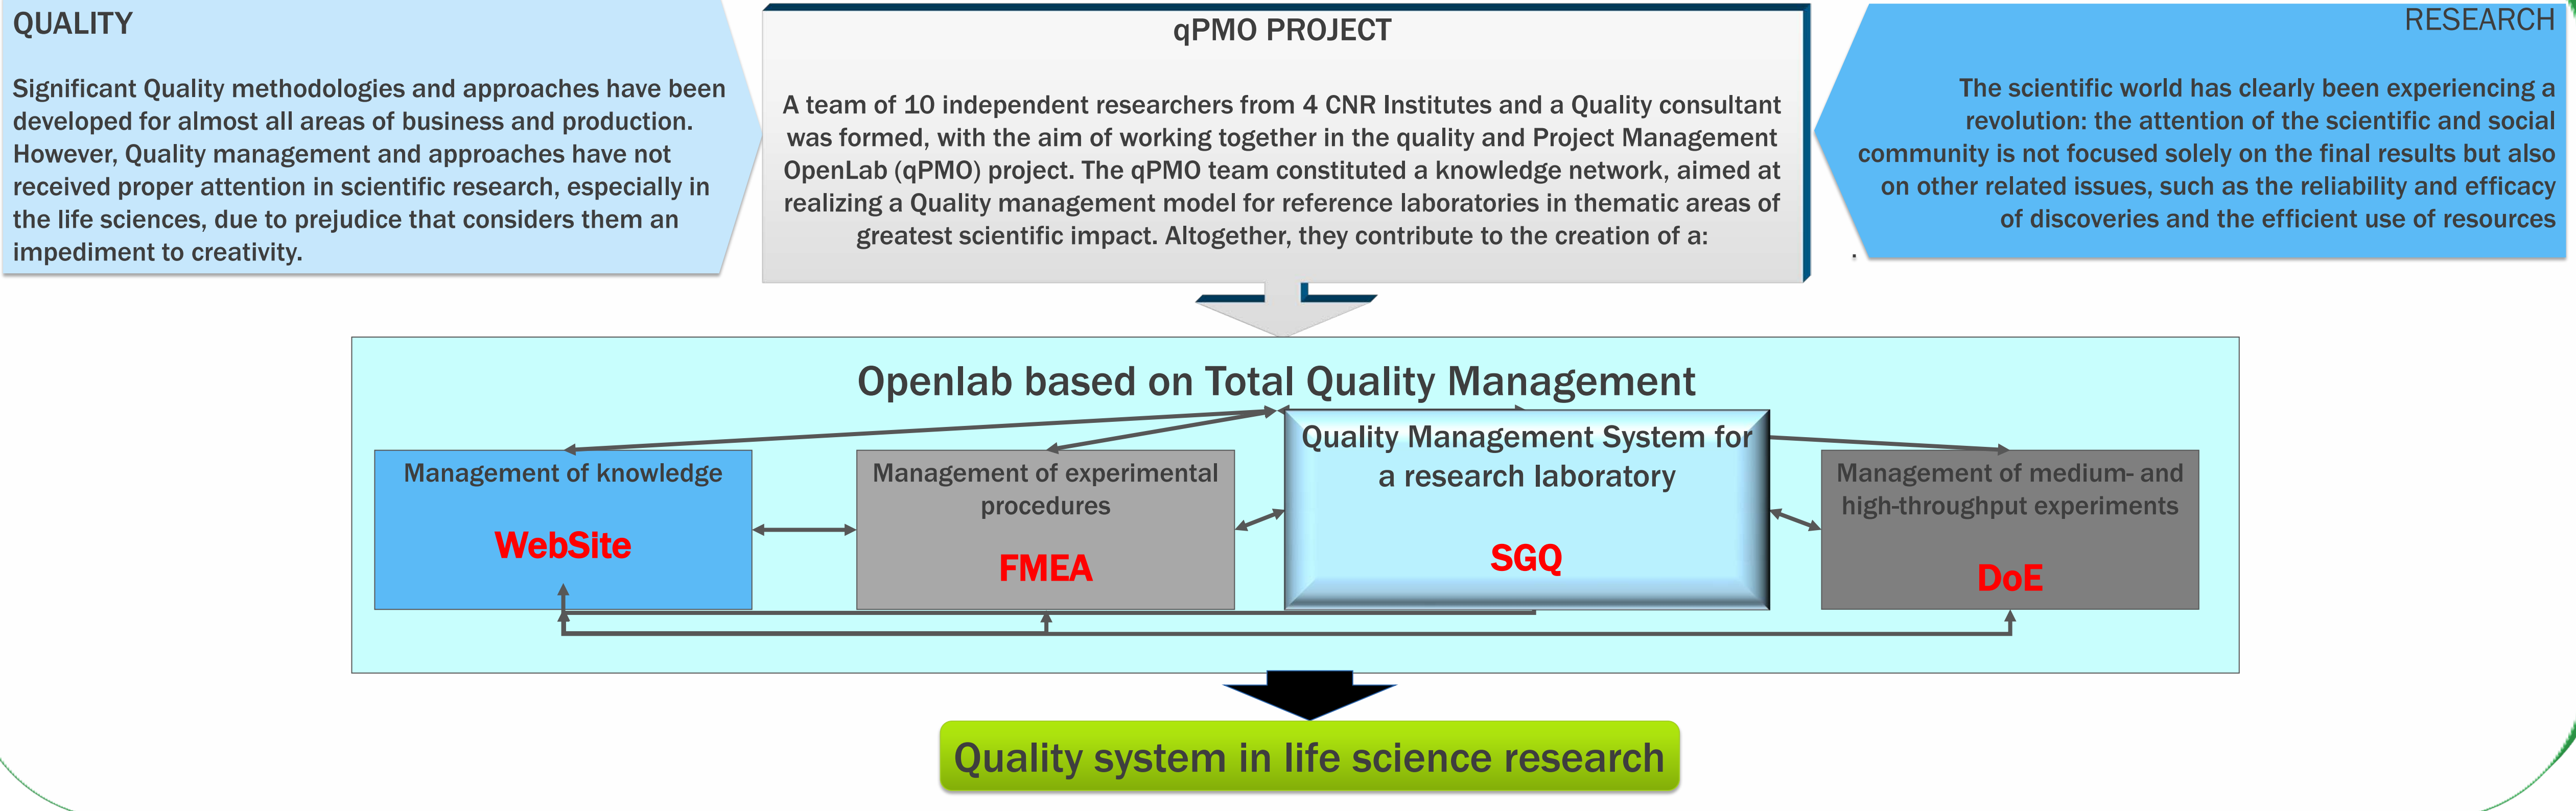 QUALITY
Significant Quality methodologies and approaches have been
developed for almost all areas of business and production.
However, Quality management and approaches have not
received proper attention in scientific research, especially in
the life sciences, due to prejudice that considers them an
impediment to creativity.
qPMO PROJECT
A team of 10 independent researchers from 4 CNR Institutes and a Quality consultant
was formed, with the aim of working together in the quality and Project Management
OpenLab (qPMO) project. The qPMO team constituted a knowledge network, aimed at
realizing a Quality management model for reference laboratories in thematic areas of
greatest scientific impact. Altogether, they contribute to the creation of a:
RESEARCH
The scientific world has clearly been experiencing a
revolution: the attention of the scientific and social
community is not focused solely on the final results but also
on other related issues, such as the reliability and efficacy
of discoveries and the efficient use of resources
.
Openlab based on Total Quality Management
Management of knowledge
WebSite
Management of experimental
procedures
FMEA
Quality Management System for
a research laboratory
SGQ
Management of medium- and
high-throughput experiments
DoE
Quality system in life science research